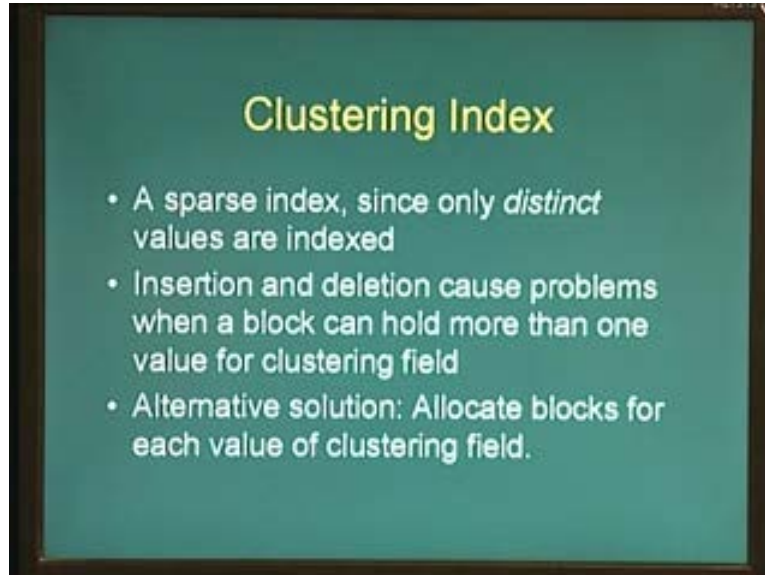 Clustering Index
• A sparse index, since only distinct
values are indexed
• Insertion and deletion cause problems
when a block can hold more than one
value for clustering field
• Alternative solution: Allocate blocks for
each value of clustering field.